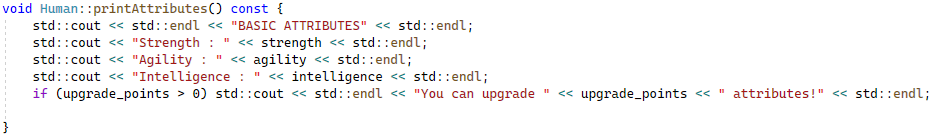 void Human::printAttributes() const {
    std::cout << std::endl << "BASIC ATTRIBUTES" << std::endl;
    std::cout << "Strength : " << strength << std::endl;
    std::cout << "Agility : " << agility << std::endl;
    std::cout << "Intelligence : " << intelligence << std::endl;
    if (upgrade_points > 0) std::cout << std::endl << "You can upgrade " << upgrade_points << " attributes!" << std::endl;
}